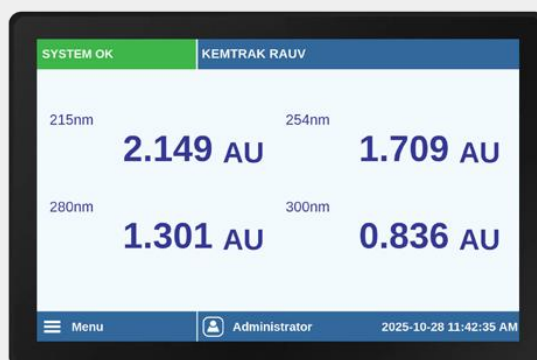 SYSTEM OK KEMTRAK RAUV
215nm 254nm
2.149 AU 1.709 AU
280nm 300nm
1.301 AU 0.836 AU
Menu Administrator 2025-10-28 11:42:35 AM